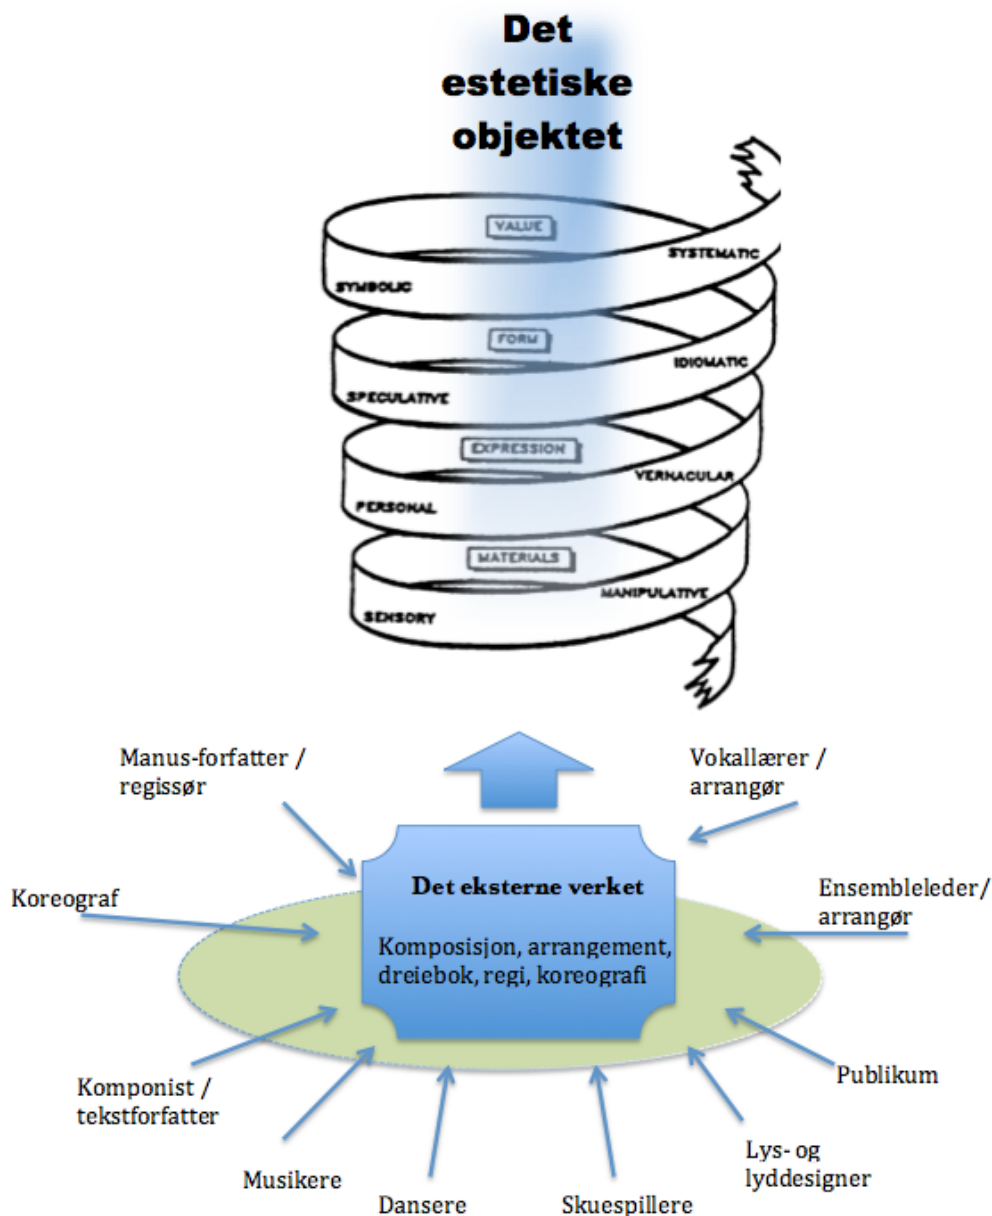 Det
estetiske
objektet
VALUE
SYSTEMATIC
SYMBOLIC
FORM
IDIOMATIC
SPECULATIVE
EXPRESSION
VERNACULAR
PERSONAL
MATERIALS
MANIPULATIVE
SENSORY
Manus-forfatter /
regissør
Vokallærer /
arrangør
Koreograf
Det eksterne verket
Ensembleleder/
arrangør
Komposisjon, arrangement,
dreiebok, regi, koreografi
Komponist /
tekstforfatter
Publikum
Musikere
Dansere
Skuespillere
Lys- og
lyddesigner